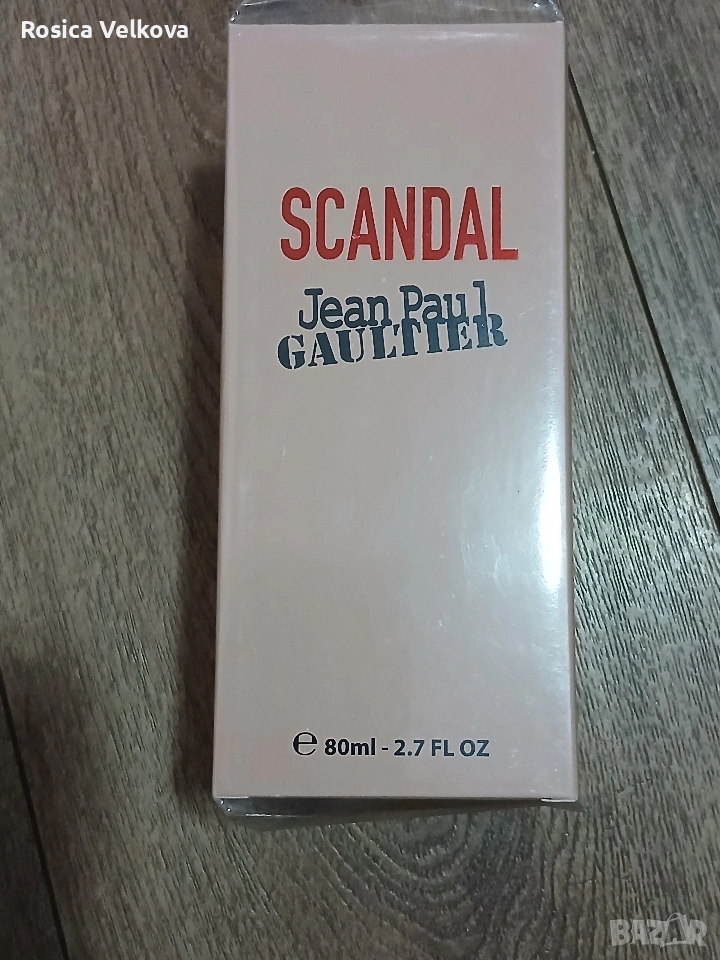 Rosica Velkova
SCANDAL
Jean Paul
GAULTIER
℮ 80ml - 2.7 FL OZ
BAZAR